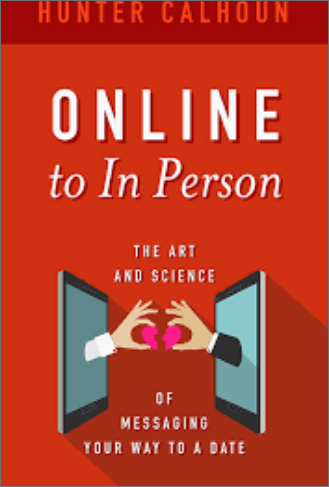 HUNTER CALHOUN
ONLINE
to In Person
THE ART
AND SCIENCE
OF
MESSAGING
YOUR WAY TO A DATE